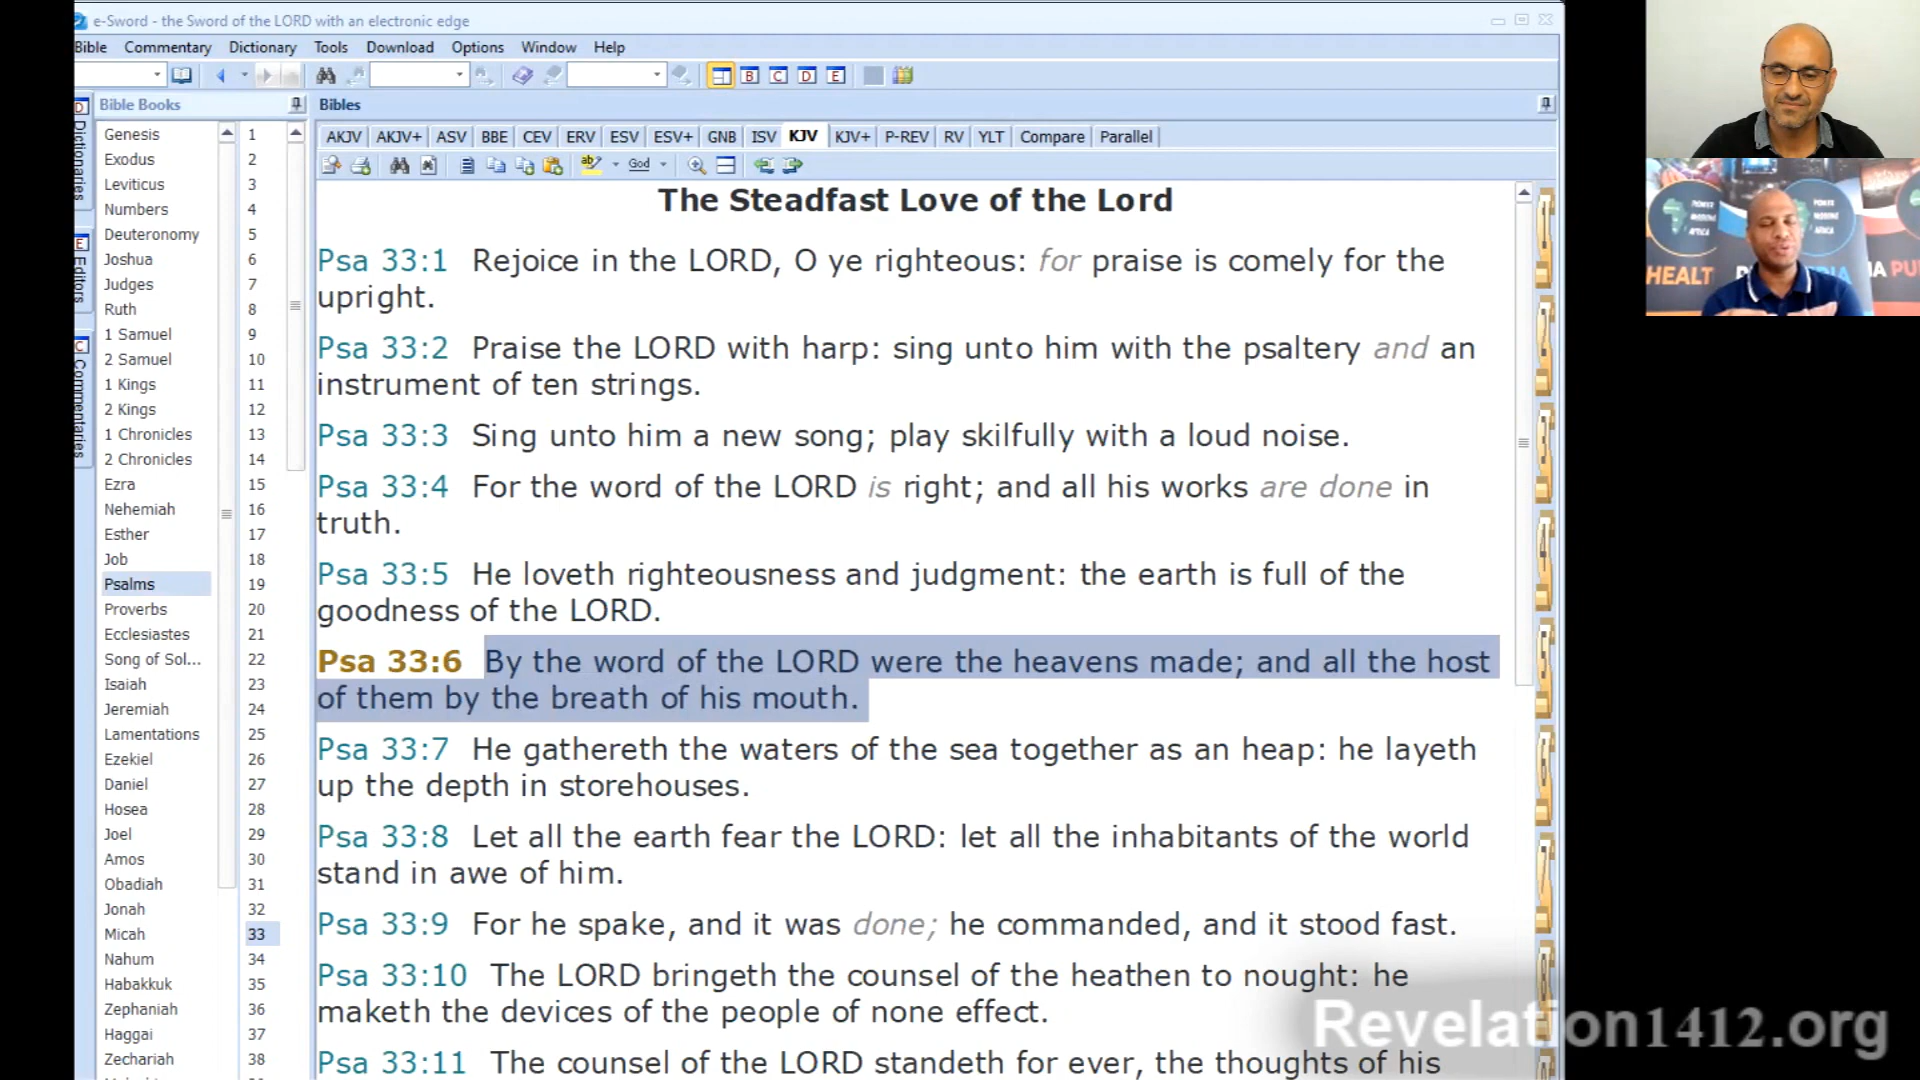 e-Sword - the Sword of the LORD with an electronic edge
Bible Commentary Dictionary Tools Download Options Window Help
B C D E
Bible Books
Bibles
D Dictionaries
E Editors
C Commentaries
Genesis 1
Exodus 2
Leviticus 3
Numbers 4
Deuteronomy 5
Joshua 6
Judges 7
Ruth 8
1 Samuel 9
2 Samuel 10
1 Kings 11
2 Kings 12
1 Chronicles 13
2 Chronicles 14
Ezra 15
Nehemiah 16
Esther 17
Job 18
Psalms 19
Proverbs 20
Ecclesiastes 21
Song of Sol... 22
Isaiah 23
Jeremiah 24
Lamentations 25
Ezekiel 26
Daniel 27
Hosea 28
Joel 29
Amos 30
Obadiah 31
Jonah 32
Micah 33
Nahum 34
Habakkuk 35
Zephaniah 36
Haggai 37
Zechariah 38
AKJV AKJV+ ASV BBE CEV ERV ESV ESV+ GNB ISV KJV KJV+ P-REV RV YLT Compare Parallel
ab God
The Steadfast Love of the Lord
Psa 33:1 Rejoice in the LORD, O ye righteous: for praise is comely for the
upright.
Psa 33:2 Praise the LORD with harp: sing unto him with the psaltery and an
instrument of ten strings.
Psa 33:3 Sing unto him a new song; play skilfully with a loud noise.
Psa 33:4 For the word of the LORD is right; and all his works are done in
truth.
Psa 33:5 He loveth righteousness and judgment: the earth is full of the
goodness of the LORD.
Psa 33:6 By the word of the LORD were the heavens made; and all the host
of them by the breath of his mouth.
Psa 33:7 He gathereth the waters of the sea together as an heap: he layeth
up the depth in storehouses.
Psa 33:8 Let all the earth fear the LORD: let all the inhabitants of the world
stand in awe of him.
Psa 33:9 For he spake, and it was done; he commanded, and it stood fast.
Psa 33:10 The LORD bringeth the counsel of the heathen to nought: he
maketh the devices of the people of none effect.
Psa 33:11 The counsel of the LORD standeth for ever, the thoughts of his
HEALT
Revelation1412.org